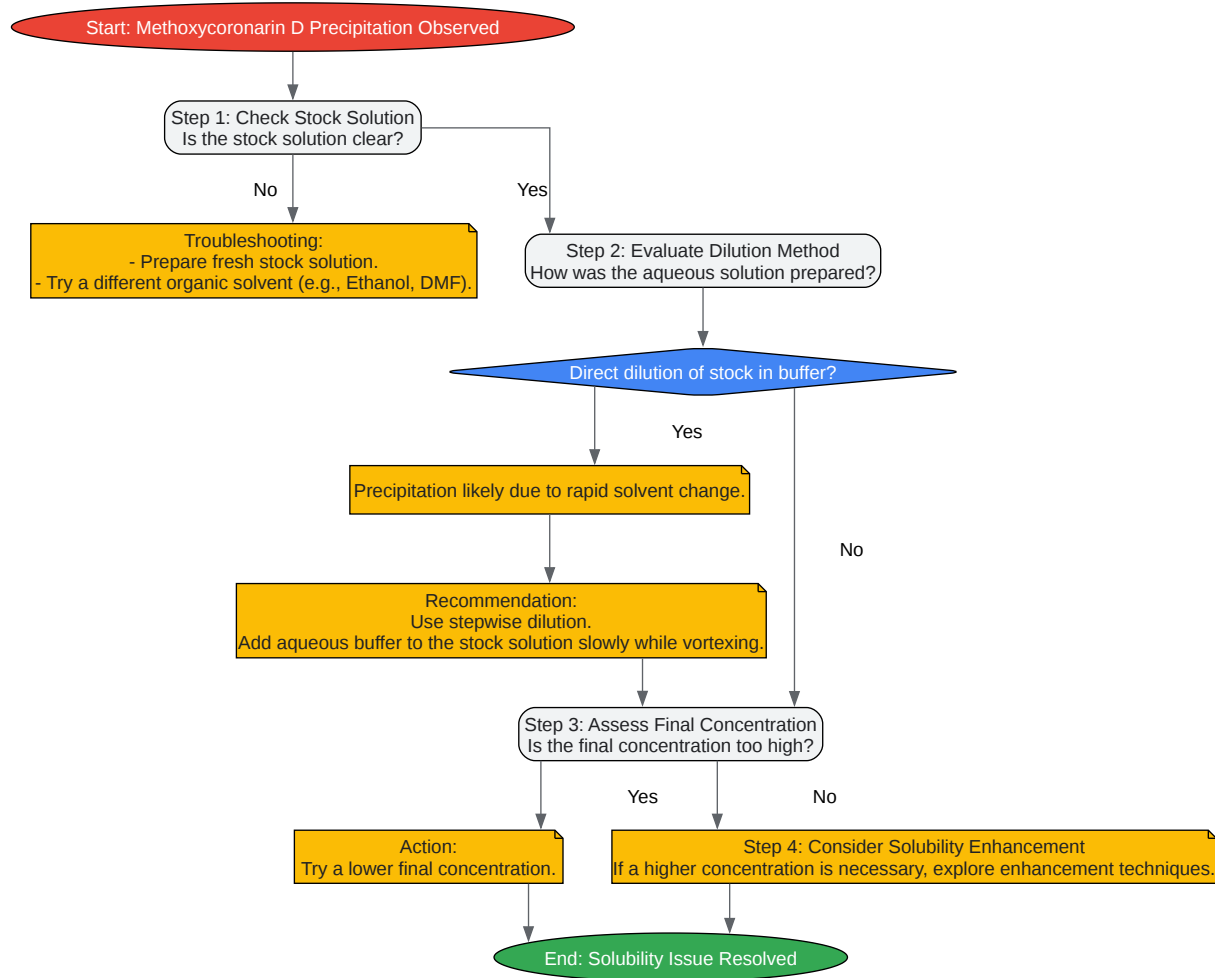 Start: Methoxycoronarin D Precipitation Observed
Step 1: Check Stock Solution
Is the stock solution clear?
No
Yes
Troubleshooting:
- Prepare fresh stock solution.
- Try a different organic solvent (e.g., Ethanol, DMF).
Step 2: Evaluate Dilution Method
How was the aqueous solution prepared?
Direct dilution of stock in buffer?
Yes
Precipitation likely due to rapid solvent change.
No
Recommendation:
Use stepwise dilution.
Add aqueous buffer to the stock solution slowly while vortexing.
Step 3: Assess Final Concentration
Is the final concentration too high?
Yes
No
Action:
Try a lower final concentration.
Step 4: Consider Solubility Enhancement
If a higher concentration is necessary, explore enhancement techniques.
End: Solubility Issue Resolved